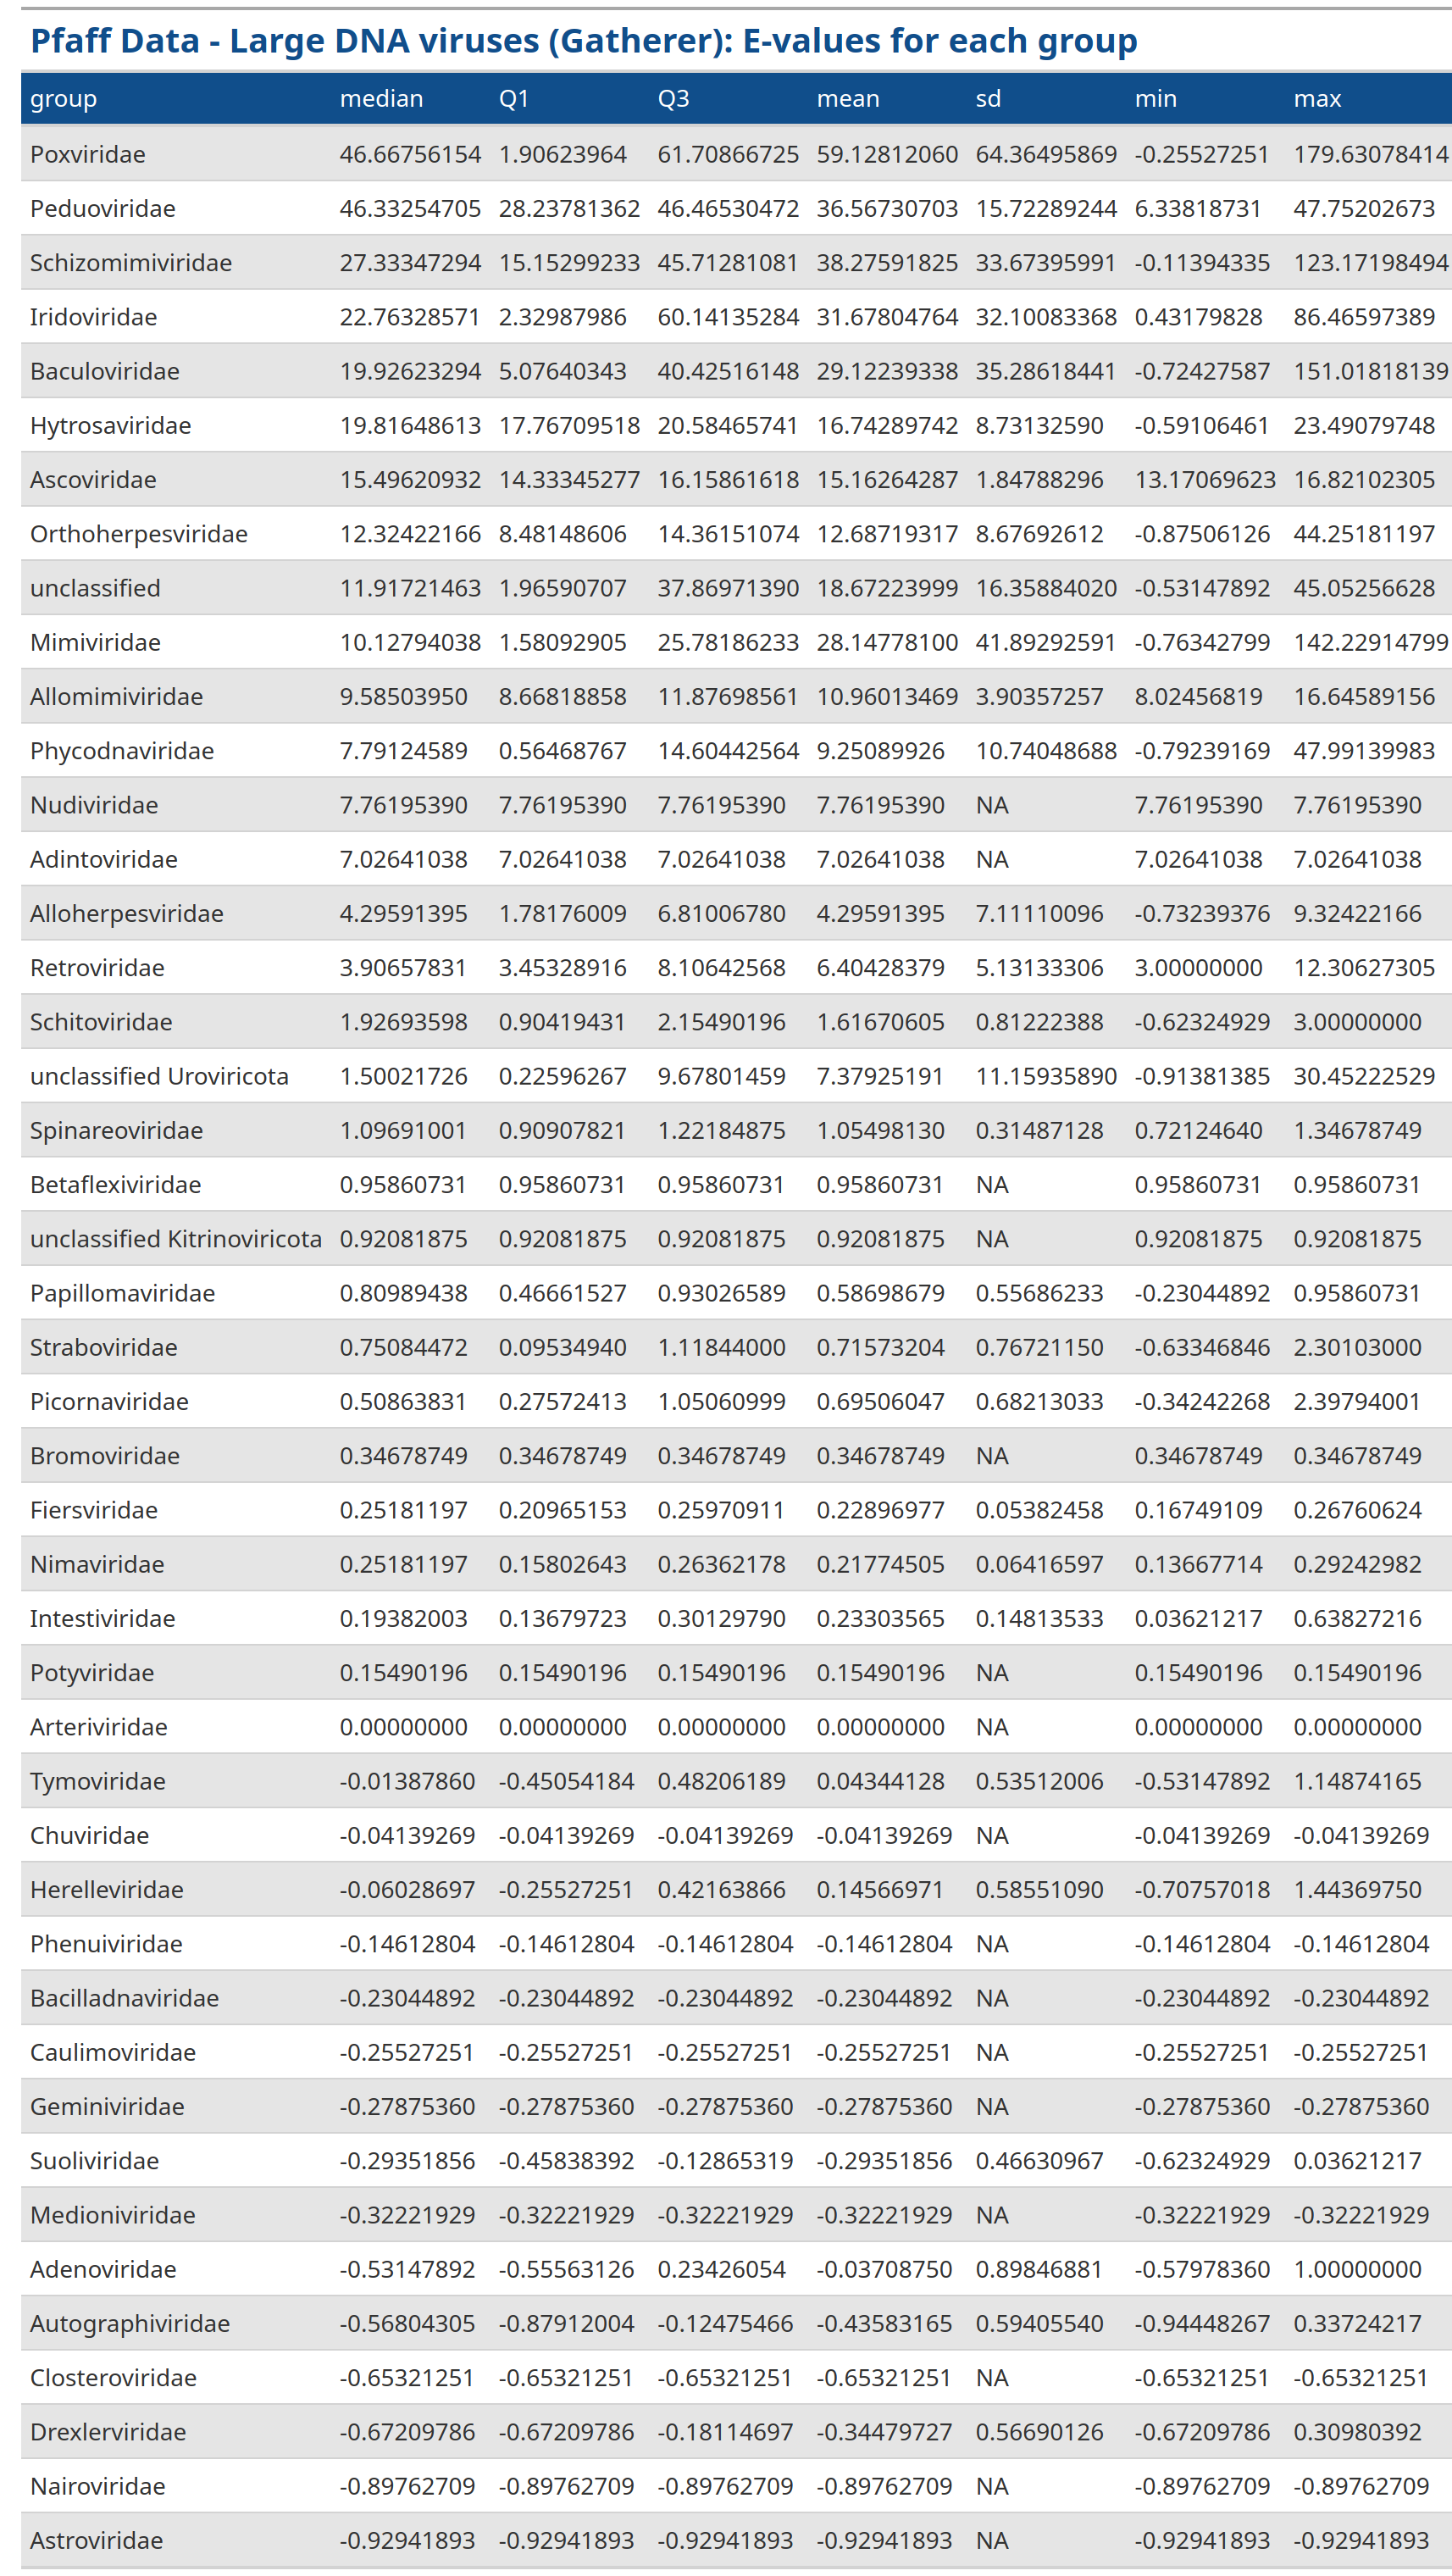 Pfaff Data - Large DNA viruses (Gatherer): E-values for each group
group median Q1 Q3 mean sd min max
Poxviridae 46.66756154 1.90623964 61.70866725 59.12812060 64.36495869 -0.25527251 179.63078414
Peduoviridae 46.33254705 28.23781362 46.46530472 36.56730703 15.72289244 6.33818731 47.75202673
Schizomimiviridae 27.33347294 15.15299233 45.71281081 38.27591825 33.67395991 -0.11394335 123.17198494
Iridoviridae 22.76328571 2.32987986 60.14135284 31.67804764 32.10083368 0.43179828 86.46597389
Baculoviridae 19.92623294 5.07640343 40.42516148 29.12239338 35.28618441 -0.72427587 151.01818139
Hytrosaviridae 19.81648613 17.76709518 20.58465741 16.74289742 8.73132590 -0.59106461 23.49079748
Ascoviridae 15.49620932 14.33345277 16.15861618 15.16264287 1.84788296 13.17069623 16.82102305
Orthoherpesviridae 12.32422166 8.48148606 14.36151074 12.68719317 8.67692612 -0.87506126 44.25181197
unclassified 11.91721463 1.96590707 37.86971390 18.67223999 16.35884020 -0.53147892 45.05256628
Mimiviridae 10.12794038 1.58092905 25.78186233 28.14778100 41.89292591 -0.76342799 142.22914799
Allomimiviridae 9.58503950 8.66818858 11.87698561 10.96013469 3.90357257 8.02456819 16.64589156
Phycodnaviridae 7.79124589 0.56468767 14.60442564 9.25089926 10.74048688 -0.79239169 47.99139983
Nudiviridae 7.76195390 7.76195390 7.76195390 7.76195390 NA 7.76195390 7.76195390
Adintoviridae 7.02641038 7.02641038 7.02641038 7.02641038 NA 7.02641038 7.02641038
Alloherpesviridae 4.29591395 1.78176009 6.81006780 4.29591395 7.11110096 -0.73239376 9.32422166
Retroviridae 3.90657831 3.45328916 8.10642568 6.40428379 5.13133306 3.00000000 12.30627305
Schitoviridae 1.92693598 0.90419431 2.15490196 1.61670605 0.81222388 -0.62324929 3.00000000
unclassified Uroviricota 1.50021726 0.22596267 9.67801459 7.37925191 11.15935890 -0.91381385 30.45222529
Spinareoviridae 1.09691001 0.90907821 1.22184875 1.05498130 0.31487128 0.72124640 1.34678749
Betaflexiviridae 0.95860731 0.95860731 0.95860731 0.95860731 NA 0.95860731 0.95860731
unclassified Kitrinoviricota 0.92081875 0.92081875 0.92081875 0.92081875 NA 0.92081875 0.92081875
Papillomaviridae 0.80989438 0.46661527 0.93026589 0.58698679 0.55686233 -0.23044892 0.95860731
Straboviridae 0.75084472 0.09534940 1.11844000 0.71573204 0.76721150 -0.63346846 2.30103000
Picornaviridae 0.50863831 0.27572413 1.05060999 0.69506047 0.68213033 -0.34242268 2.39794001
Bromoviridae 0.34678749 0.34678749 0.34678749 0.34678749 NA 0.34678749 0.34678749
Fiersviridae 0.25181197 0.20965153 0.25970911 0.22896977 0.05382458 0.16749109 0.26760624
Nimaviridae 0.25181197 0.15802643 0.26362178 0.21774505 0.06416597 0.13667714 0.29242982
Intestiviridae 0.19382003 0.13679723 0.30129790 0.23303565 0.14813533 0.03621217 0.63827216
Potyviridae 0.15490196 0.15490196 0.15490196 0.15490196 NA 0.15490196 0.15490196
Arteriviridae 0.00000000 0.00000000 0.00000000 0.00000000 NA 0.00000000 0.00000000
Tymoviridae -0.01387860 -0.45054184 0.48206189 0.04344128 0.53512006 -0.53147892 1.14874165
Chuviridae -0.04139269 -0.04139269 -0.04139269 -0.04139269 NA -0.04139269 -0.04139269
Herelleviridae -0.06028697 -0.25527251 0.42163866 0.14566971 0.58551090 -0.70757018 1.44369750
Phenuiviridae -0.14612804 -0.14612804 -0.14612804 -0.14612804 NA -0.14612804 -0.14612804
Bacilladnaviridae -0.23044892 -0.23044892 -0.23044892 -0.23044892 NA -0.23044892 -0.23044892
Caulimoviridae -0.25527251 -0.25527251 -0.25527251 -0.25527251 NA -0.25527251 -0.25527251
Geminiviridae -0.27875360 -0.27875360 -0.27875360 -0.27875360 NA -0.27875360 -0.27875360
Suoliviridae -0.29351856 -0.45838392 -0.12865319 -0.29351856 0.46630967 -0.62324929 0.03621217
Medioniviridae -0.32221929 -0.32221929 -0.32221929 -0.32221929 NA -0.32221929 -0.32221929
Adenoviridae -0.53147892 -0.55563126 0.23426054 -0.03708750 0.89846881 -0.57978360 1.00000000
Autographiviridae -0.56804305 -0.87912004 -0.12475466 -0.43583165 0.59405540 -0.94448267 0.33724217
Closteroviridae -0.65321251 -0.65321251 -0.65321251 -0.65321251 NA -0.65321251 -0.65321251
Drexlerviridae -0.67209786 -0.67209786 -0.18114697 -0.34479727 0.56690126 -0.67209786 0.30980392
Nairoviridae -0.89762709 -0.89762709 -0.89762709 -0.89762709 NA -0.89762709 -0.89762709
Astroviridae -0.92941893 -0.92941893 -0.92941893 -0.92941893 NA -0.92941893 -0.92941893